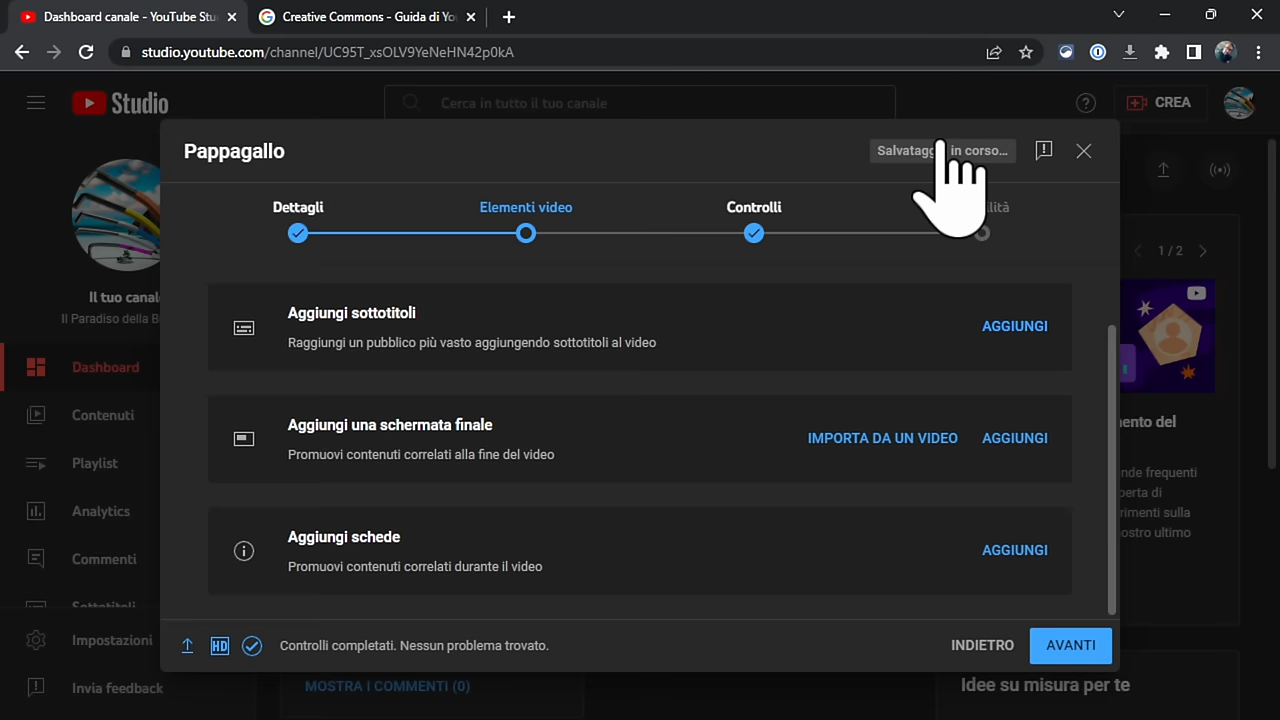 Dashboard canale - YouTube Stu
Creative Commons - Guida di Yo
studio.youtube.com/channel/UC95T_xsOLV9YeNeHN42p0kA
Studio
Cerca in tutto il tuo canale
CREA
Pappagallo
Salvataggi in corso...
Dettagli
Elementi video
Controlli
lità
1 / 2
Il tuo canal
Il Paradiso della B
Dashboard
Contenuti
Playlist
Analytics
Commenti
Sottotitoli
Impostazioni
Invia feedback
Aggiungi sottotitoli
Raggiungi un pubblico più vasto aggiungendo sottotitoli al video
AGGIUNGI
Aggiungi una schermata finale
Promuovi contenuti correlati alla fine del video
IMPORTA DA UN VIDEO
AGGIUNGI
Aggiungi schede
Promuovi contenuti correlati durante il video
AGGIUNGI
ento del
nde frequenti
perta di
rimenti sulla
ostro ultimo
HD
Controlli completati. Nessun problema trovato.
INDIETRO
AVANTI
MOSTRA I COMMENTI (0)
Idee su misura per te